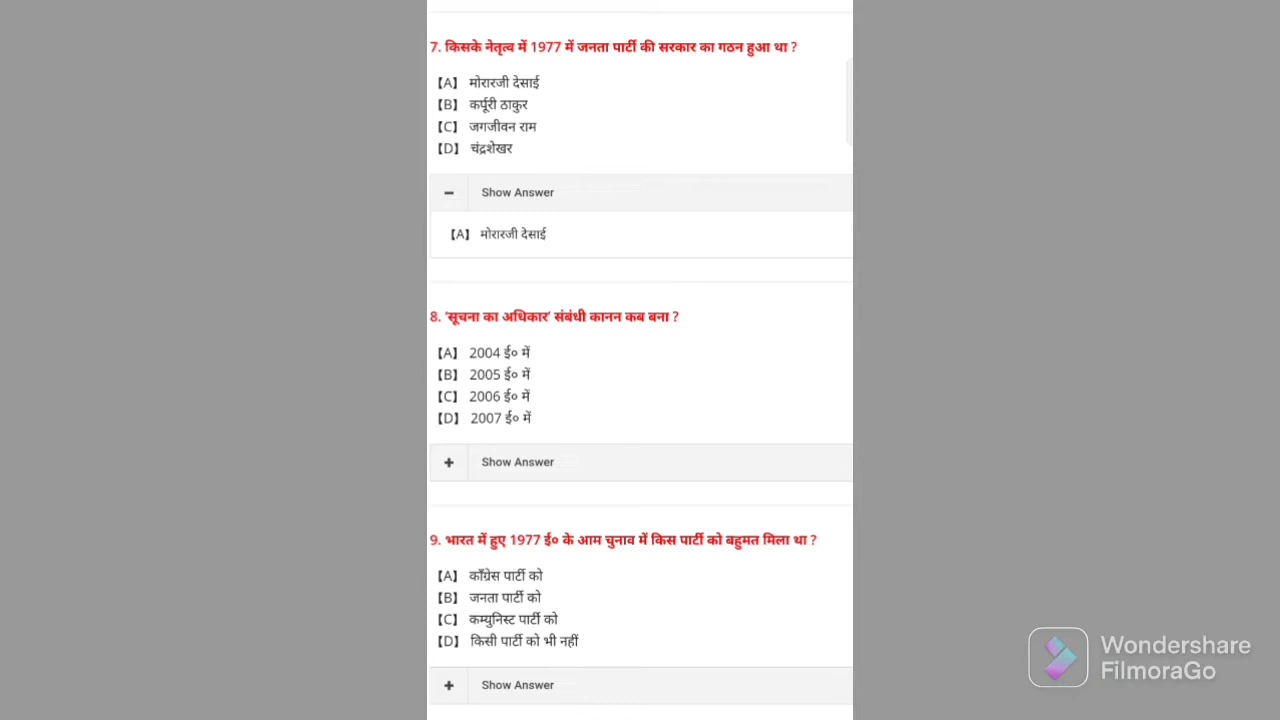 7. किसके नेतृत्व में 1977 में जनता पार्टी की सरकार का गठन हुआ था ?
【A】 मोरारजी देसाई
【B】 कर्पूरी ठाकुर
【C】 जगजीवन राम
【D】 चंद्रशेखर
− Show Answer
【A】 मोरारजी देसाई
8. ‘सूचना का अधिकार’ संबंधी कानन कब बना ?
【A】 2004 ई० में
【B】 2005 ई० में
【C】 2006 ई० में
【D】 2007 ई० में
+ Show Answer
9. भारत में हुए 1977 ई० के आम चुनाव में किस पार्टी को बहुमत मिला था ?
【A】 काँग्रेस पार्टी को
【B】 जनता पार्टी को
【C】 कम्युनिस्ट पार्टी को
【D】 किसी पार्टी को भी नहीं
+ Show Answer
Wondershare
FilmoraGo